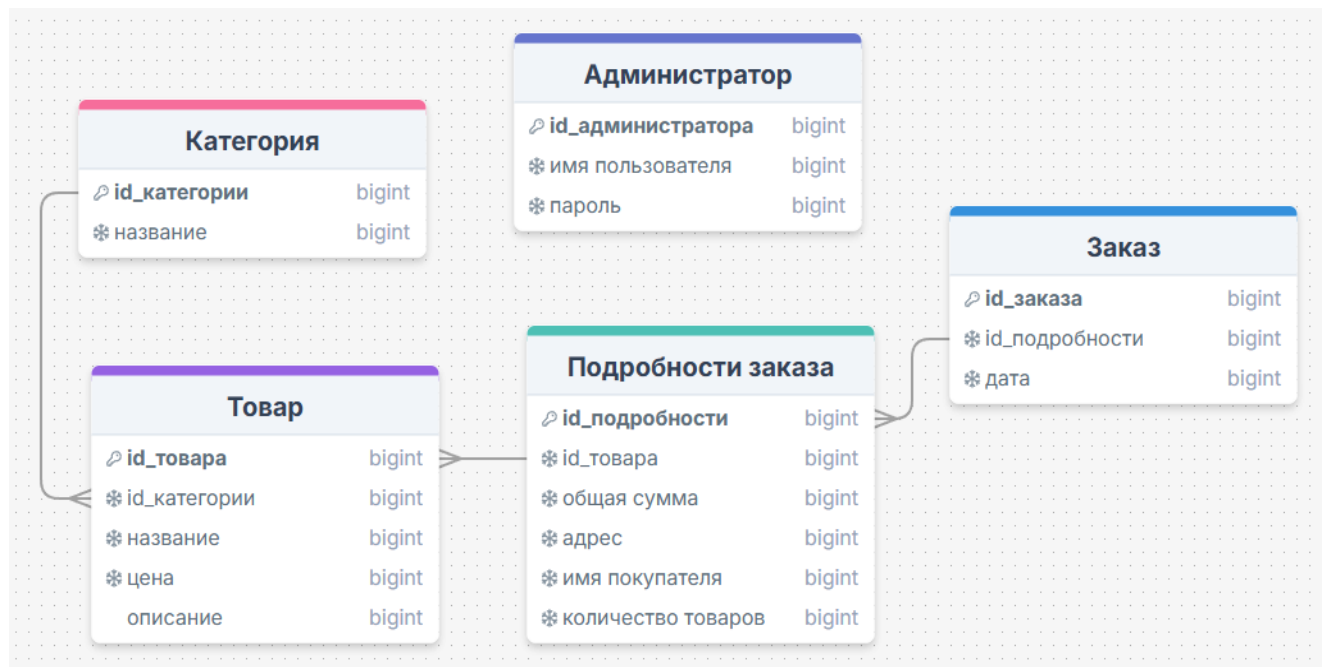 Администратор
id_администратора bigint
имя пользователя bigint
пароль bigint
Категория
id_категории bigint
название bigint
Заказ
id_заказа bigint
id_подробности bigint
дата bigint
Товар
id_товара bigint
id_категории bigint
название bigint
цена bigint
описание bigint
Подробности заказа
id_подробности bigint
id_товара bigint
общая сумма bigint
адрес bigint
имя покупателя bigint
количество товаров bigint